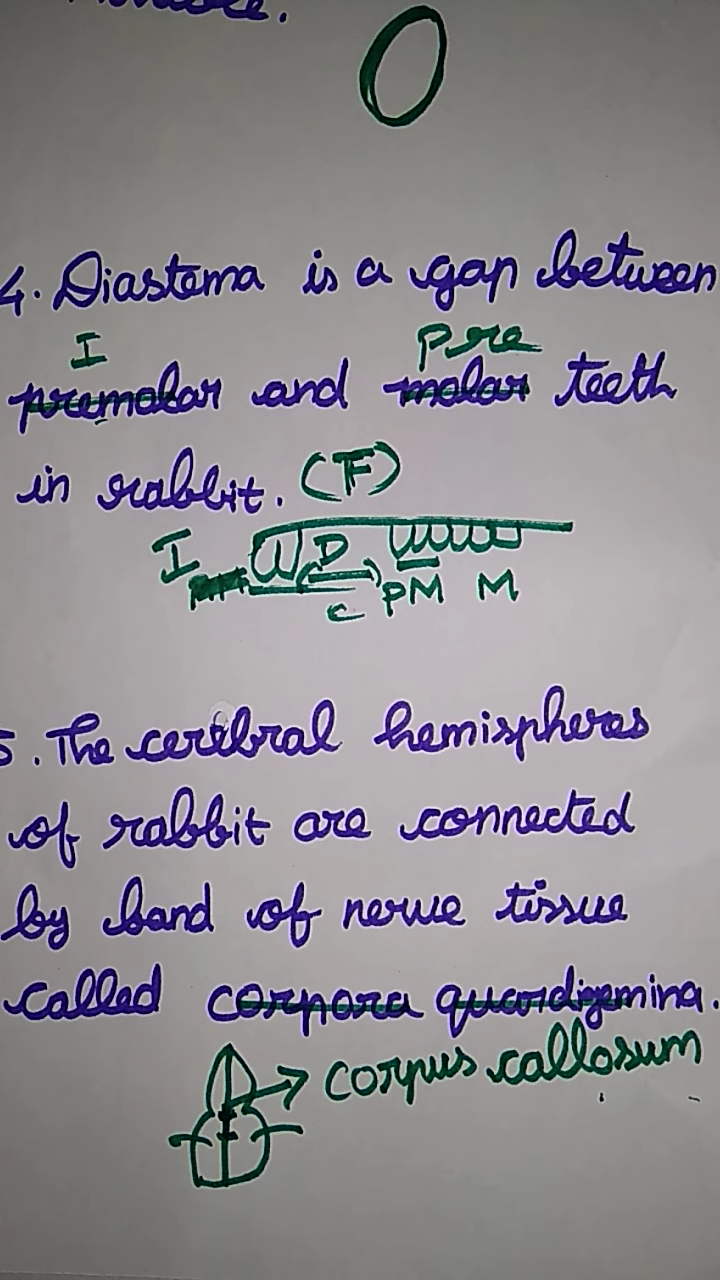 4. Diastema is a gap between
I Pre
premolar and molar teeth
in rabbit. (F)
I D
C PM M
5. The cerebral hemispheres
of rabbit are connected
by band of nerve tissue
called corpora quardigemina.
corpus callosum